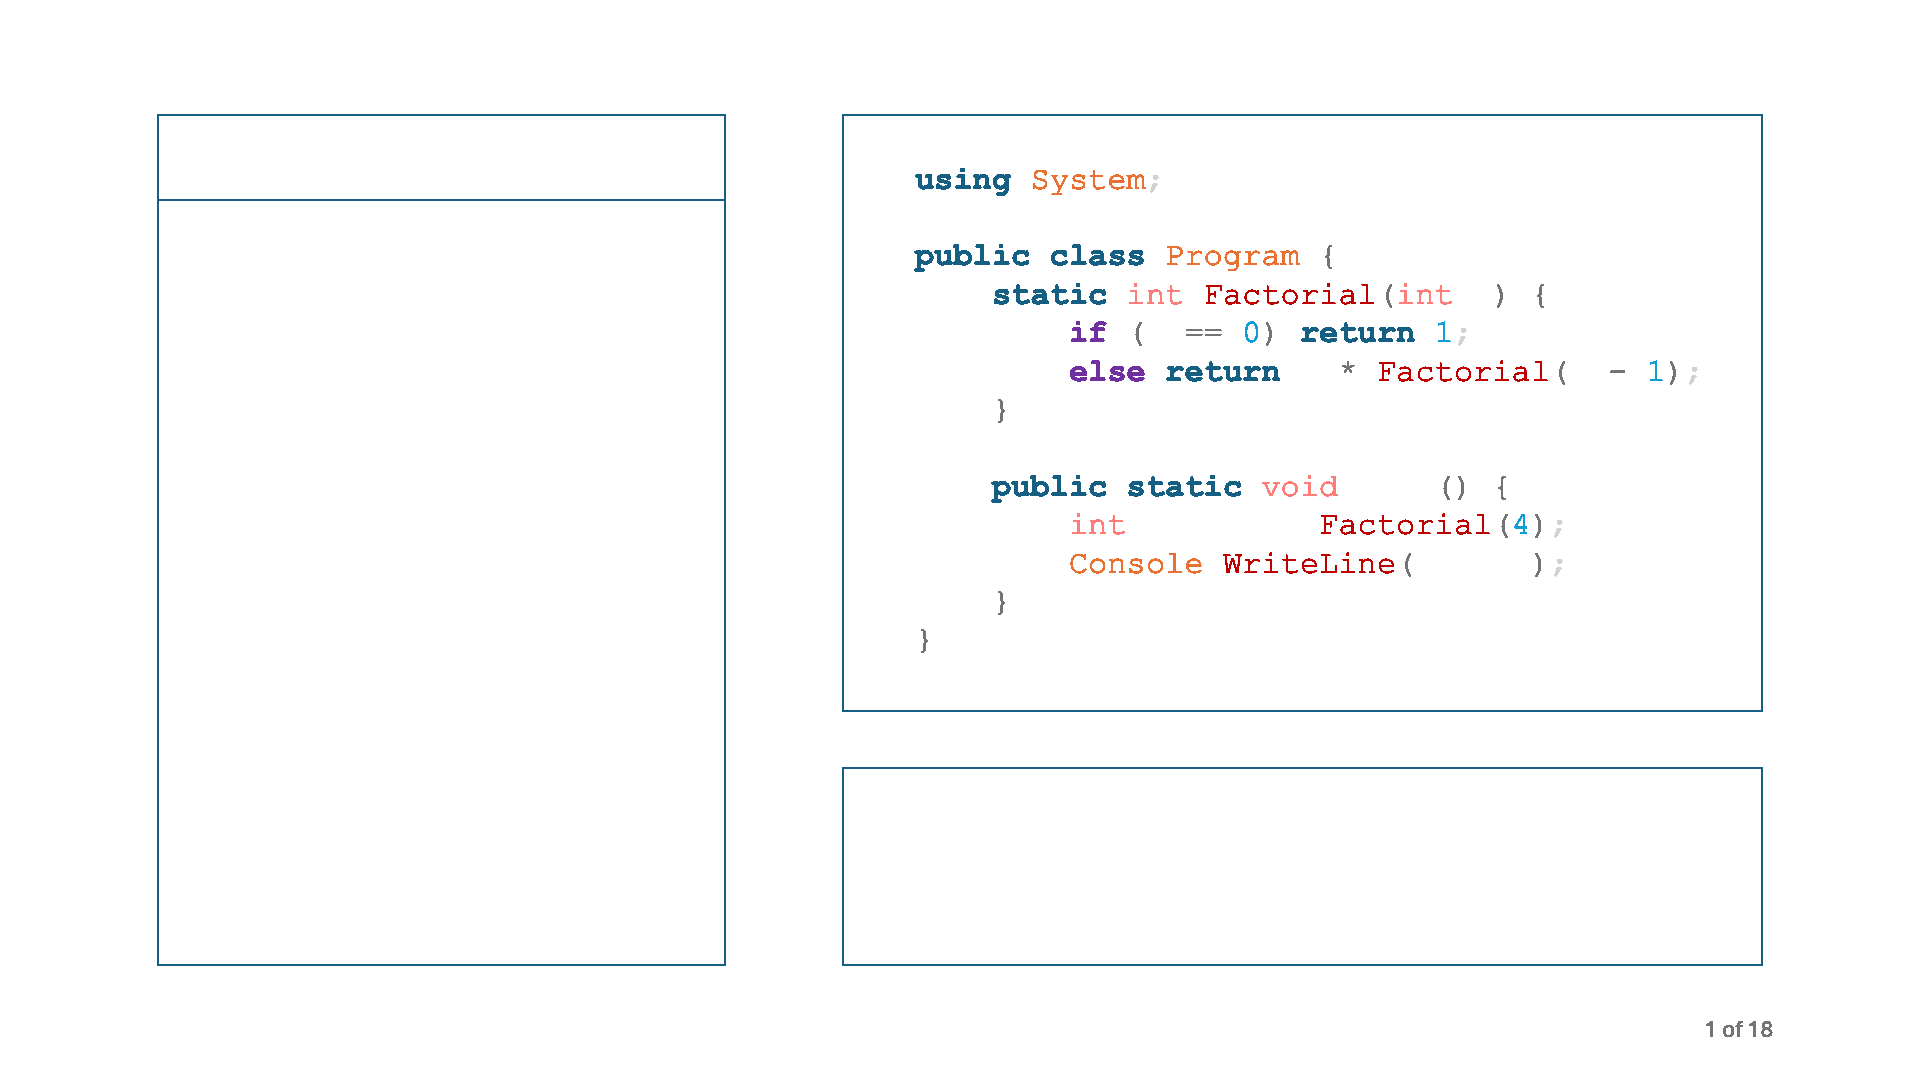 using System;
public class Program {
    static int Factorial(int  ) {
        if (  == 0) return 1;
        else return   * Factorial(  - 1);
    }
    public static void     () {
        int          Factorial(4);
        Console WriteLine(      );
    }
}
1 of 18